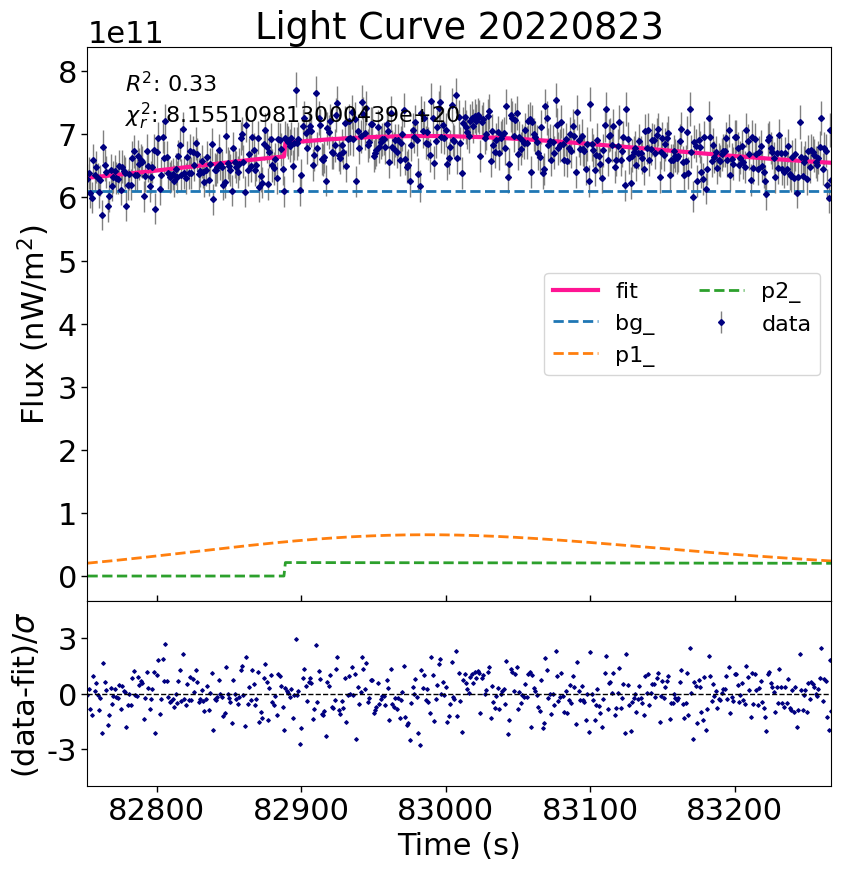 Light Curve 20220823
1e11
R²: 0.33
χ²ᵣ: 8.155109813000439e+20
8
7
6
5
4
3
2
1
0
Flux (nW/m²)
fit
bg_
p1_
p2_
data
3
0
-3
(data-fit)/σ
82800 82900 83000 83100 83200
Time (s)